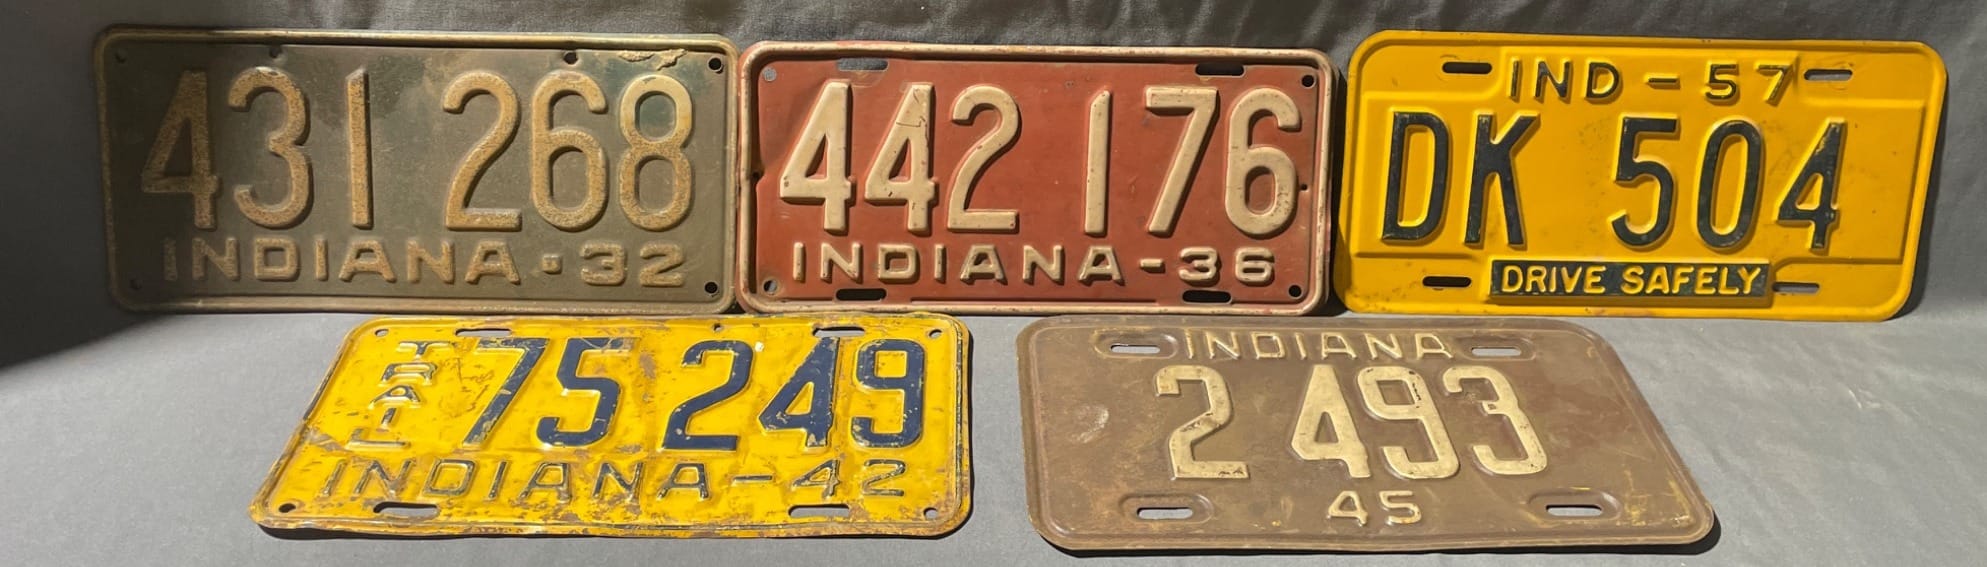 431 268
INDIANA·32
442 176
INDIANA-36
IND-57
DK 504
DRIVE SAFELY
TRAIL
75 249
INDIANA-42
INDIANA
2 493
45